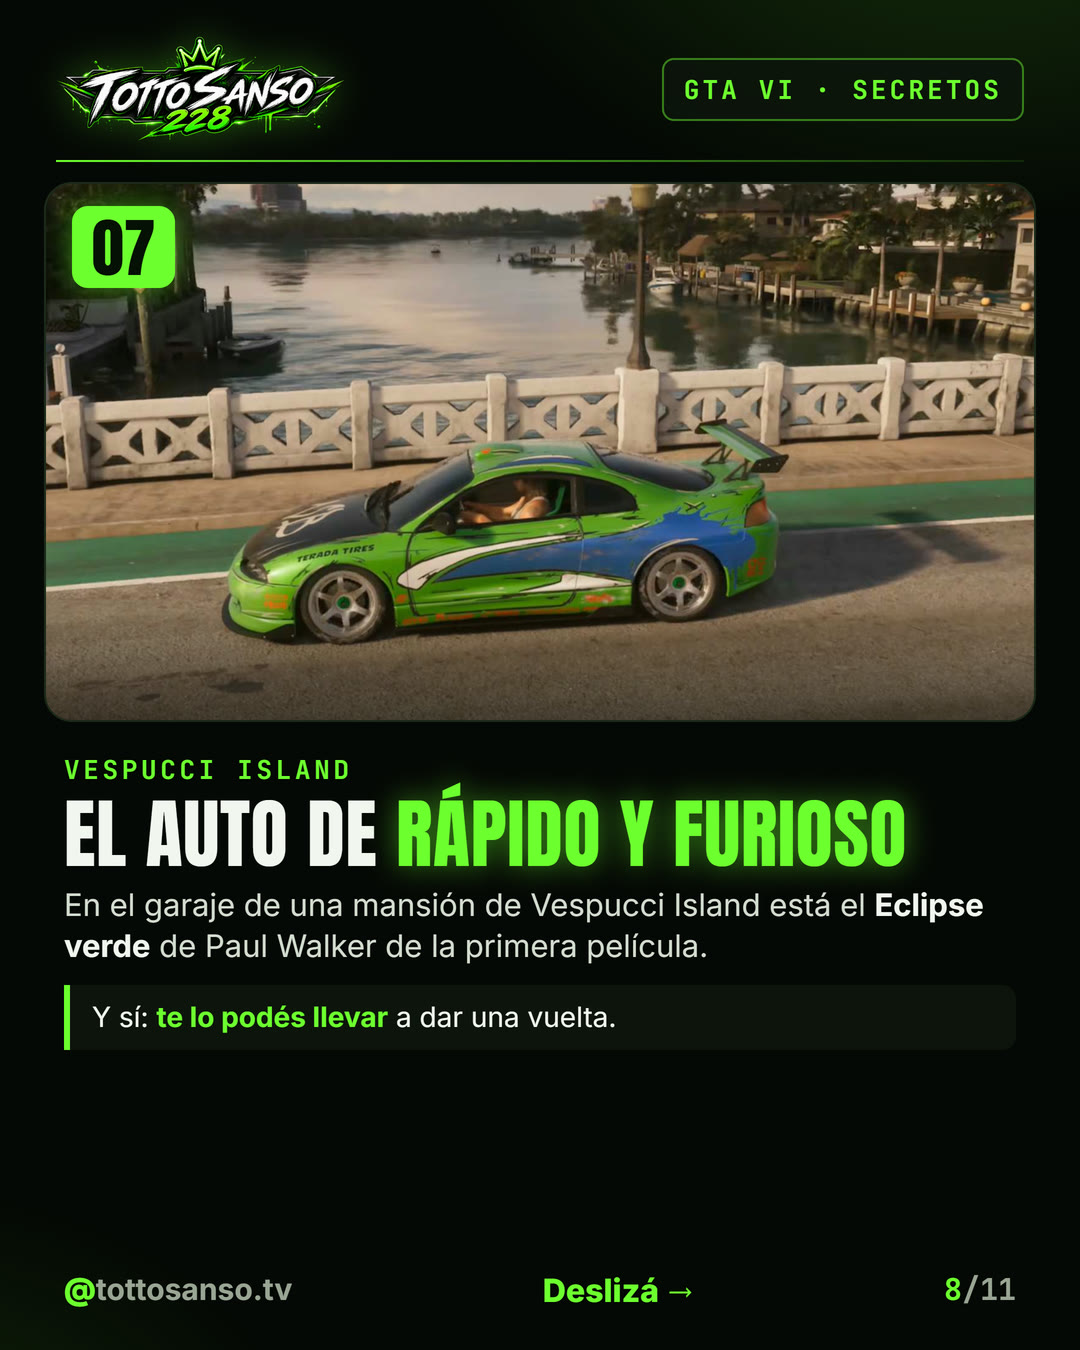 TOTTOSANSO
228
GTA VI · SECRETOS
07
TERADA TIRES
VESPUCCI ISLAND
EL AUTO DE RÁPIDO Y FURIOSO
En el garaje de una mansión de Vespucci Island está el Eclipse
verde de Paul Walker de la primera película.
Y sí: te lo podés llevar a dar una vuelta.
@tottosanso.tv
Deslizá →
8/11